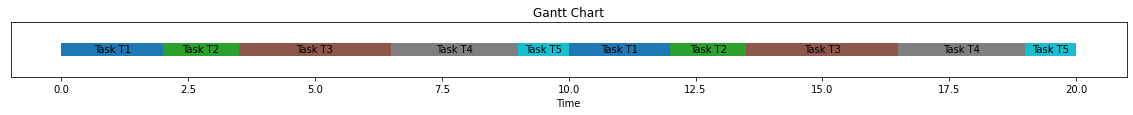 Gantt Chart
Task T1 Task T2 Task T3 Task T4 Task T5 Task T1 Task T2 Task T3 Task T4 Task T5
0.0 2.5 5.0 7.5 10.0 12.5 15.0 17.5 20.0
Time